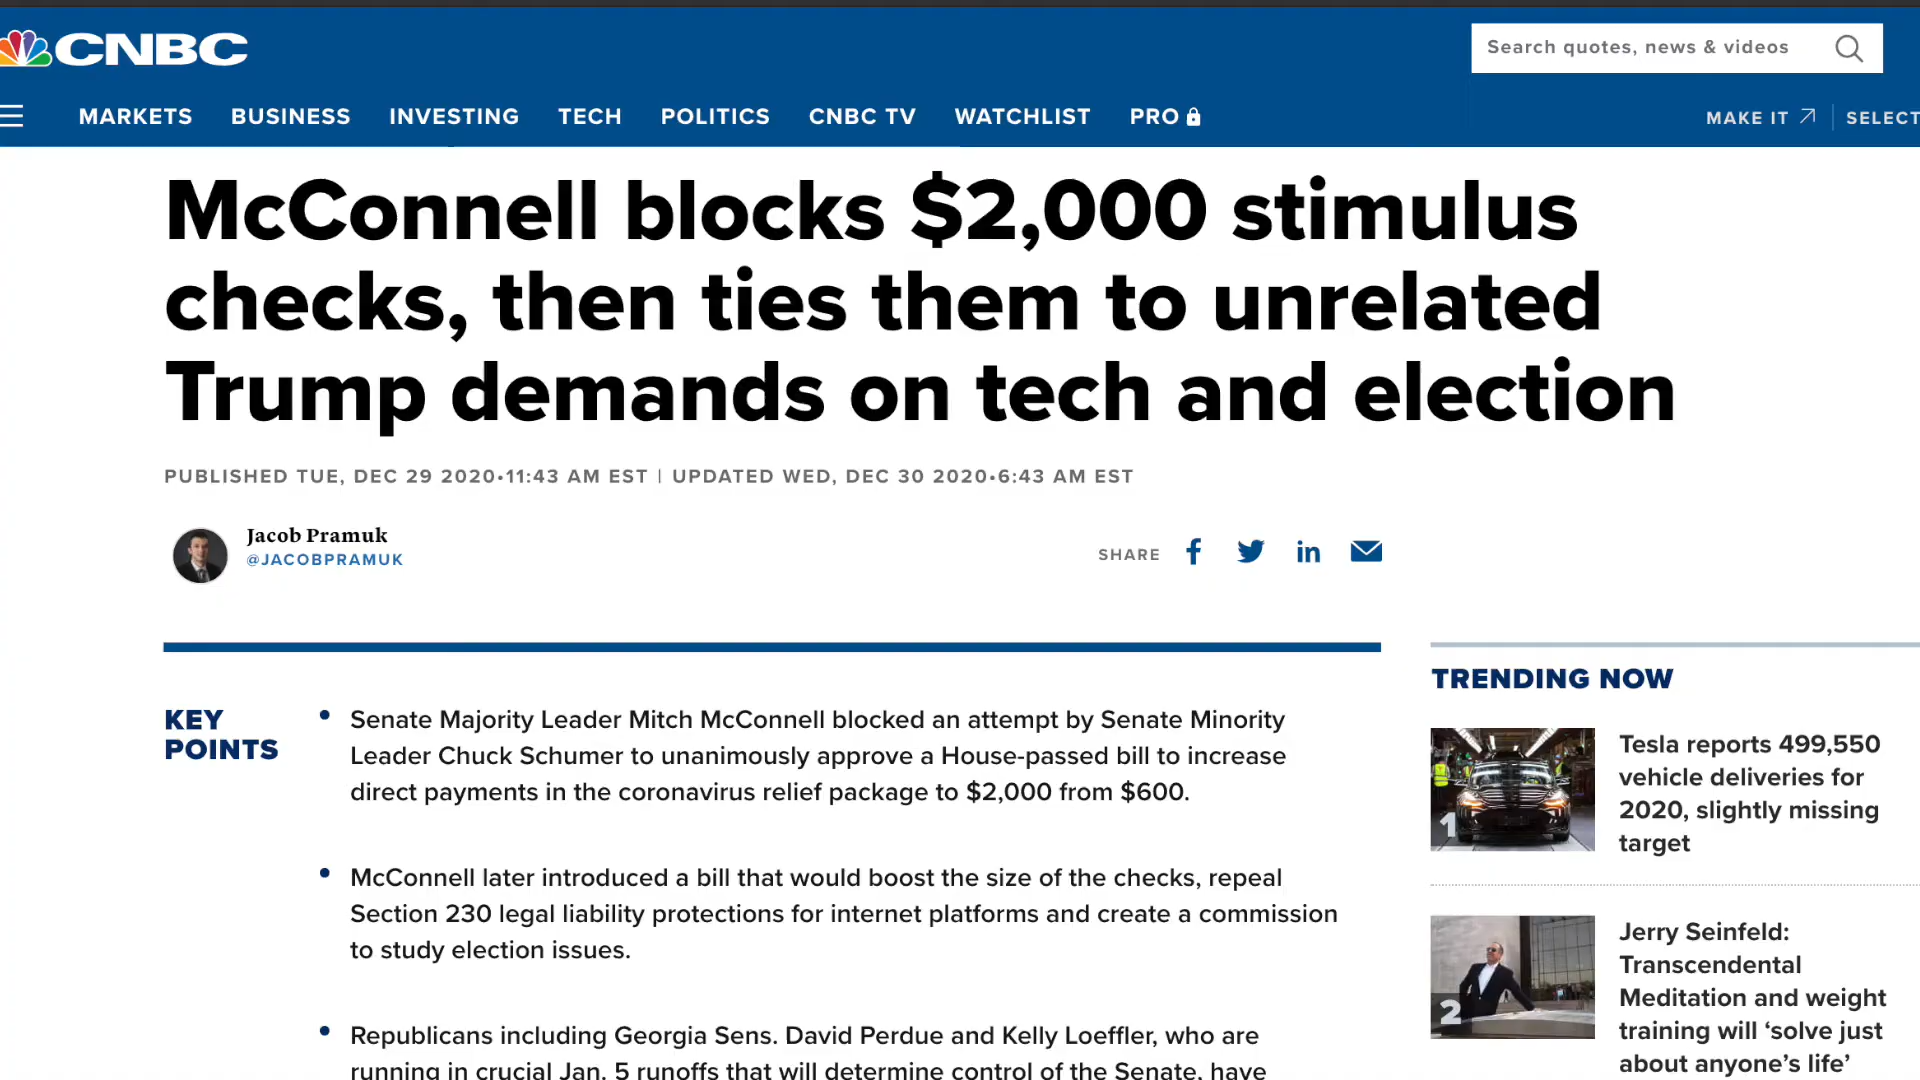 CNBC
Search quotes, news & videos
MARKETS BUSINESS INVESTING TECH POLITICS CNBC TV WATCHLIST PRO
MAKE IT SELECT
McConnell blocks $2,000 stimulus
checks, then ties them to unrelated
Trump demands on tech and election
PUBLISHED TUE, DEC 29 2020•11:43 AM EST | UPDATED WED, DEC 30 2020•6:43 AM EST
Jacob Pramuk
@JACOBPRAMUK
SHARE
KEY
POINTS
• Senate Majority Leader Mitch McConnell blocked an attempt by Senate Minority
Leader Chuck Schumer to unanimously approve a House-passed bill to increase
direct payments in the coronavirus relief package to $2,000 from $600.
• McConnell later introduced a bill that would boost the size of the checks, repeal
Section 230 legal liability protections for internet platforms and create a commission
to study election issues.
• Republicans including Georgia Sens. David Perdue and Kelly Loeffler, who are
running in crucial Jan. 5 runoffs that will determine control of the Senate, have
TRENDING NOW
1
Tesla reports 499,550
vehicle deliveries for
2020, slightly missing
target
2
Jerry Seinfeld:
Transcendental
Meditation and weight
training will ‘solve just
about anyone’s life’